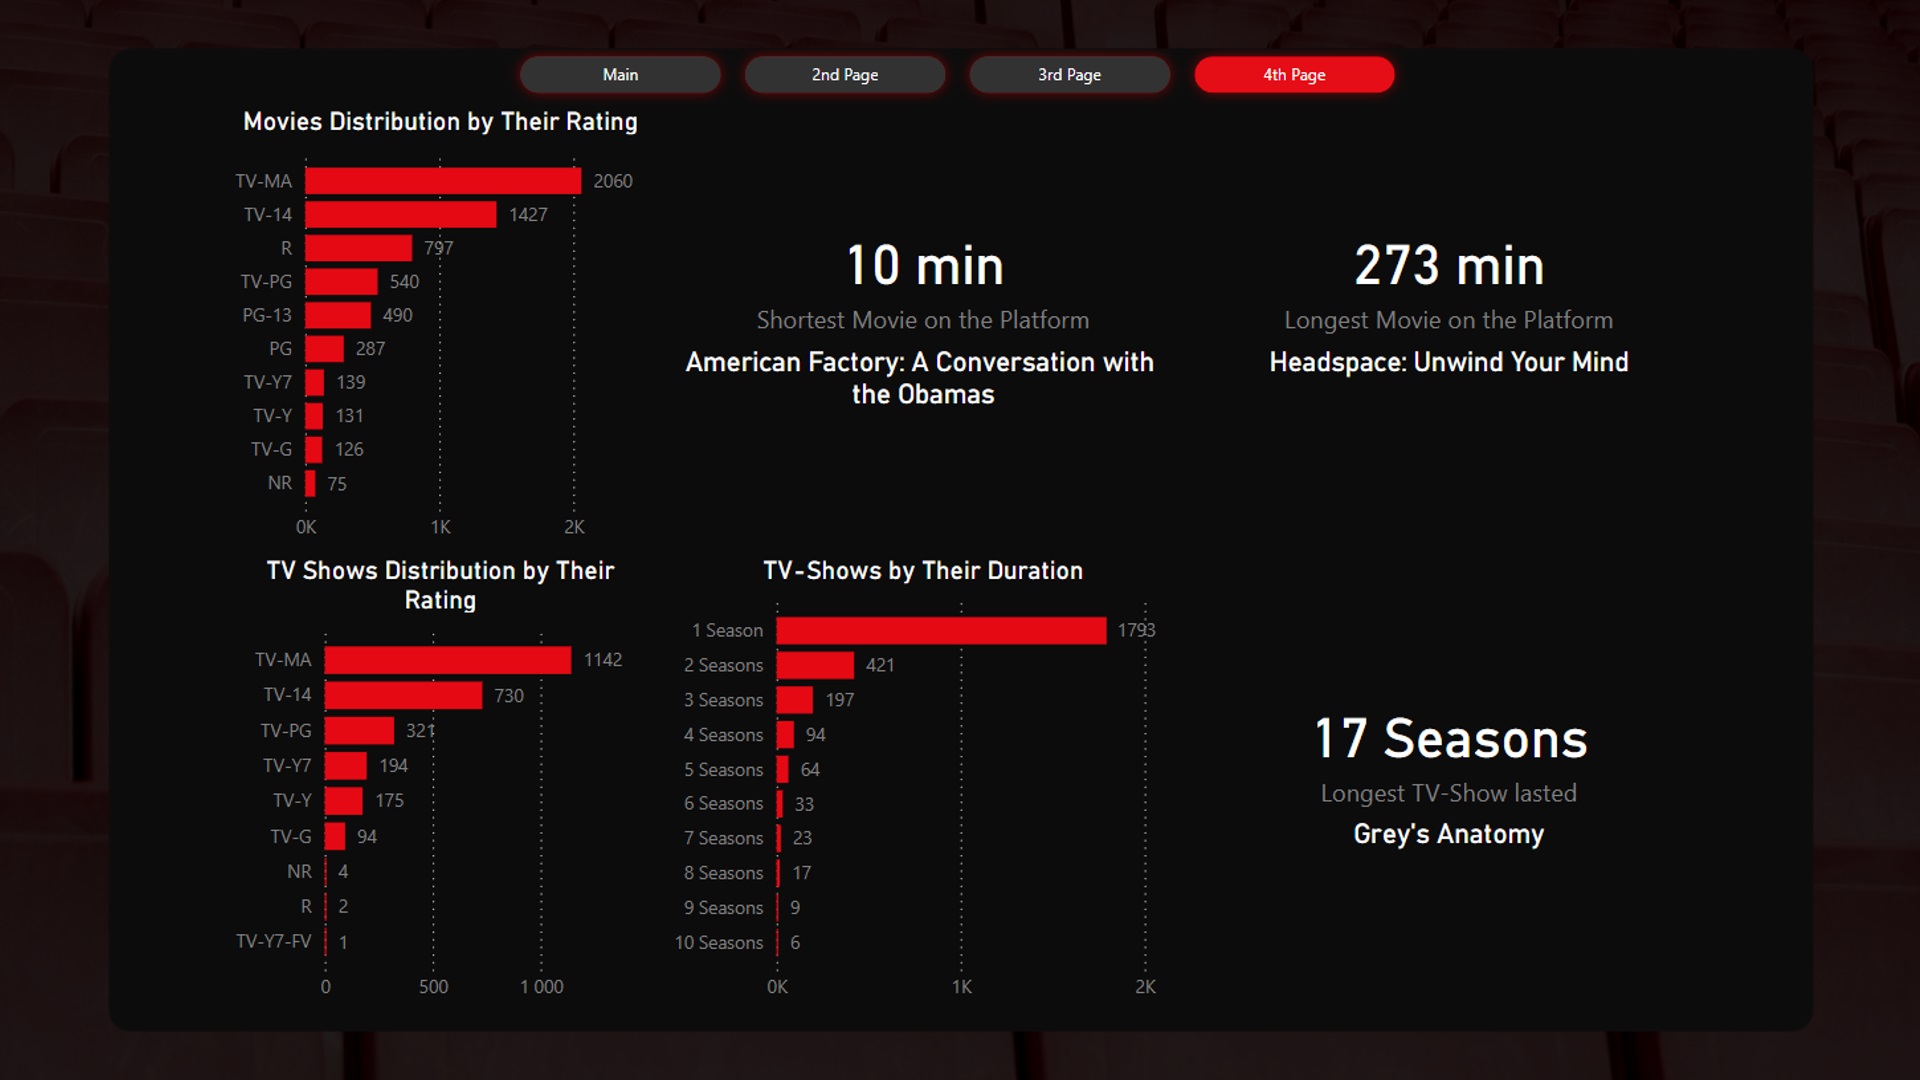 Main
2nd Page
3rd Page
4th Page
Movies Distribution by Their Rating
TV-MA 2060
TV-14 1427
R 797
TV-PG 540
PG-13 490
PG 287
TV-Y7 139
TV-Y 131
TV-G 126
NR 75
0K 1K 2K
10 min
Shortest Movie on the Platform
American Factory: A Conversation with
the Obamas
273 min
Longest Movie on the Platform
Headspace: Unwind Your Mind
TV Shows Distribution by Their
Rating
TV-MA 1142
TV-14 730
TV-PG 321
TV-Y7 194
TV-Y 175
TV-G 94
NR 4
R 2
TV-Y7-FV 1
0 500 1 000
TV-Shows by Their Duration
1 Season 1793
2 Seasons 421
3 Seasons 197
4 Seasons 94
5 Seasons 64
6 Seasons 33
7 Seasons 23
8 Seasons 17
9 Seasons 9
10 Seasons 6
0K 1K 2K
17 Seasons
Longest TV-Show lasted
Grey's Anatomy